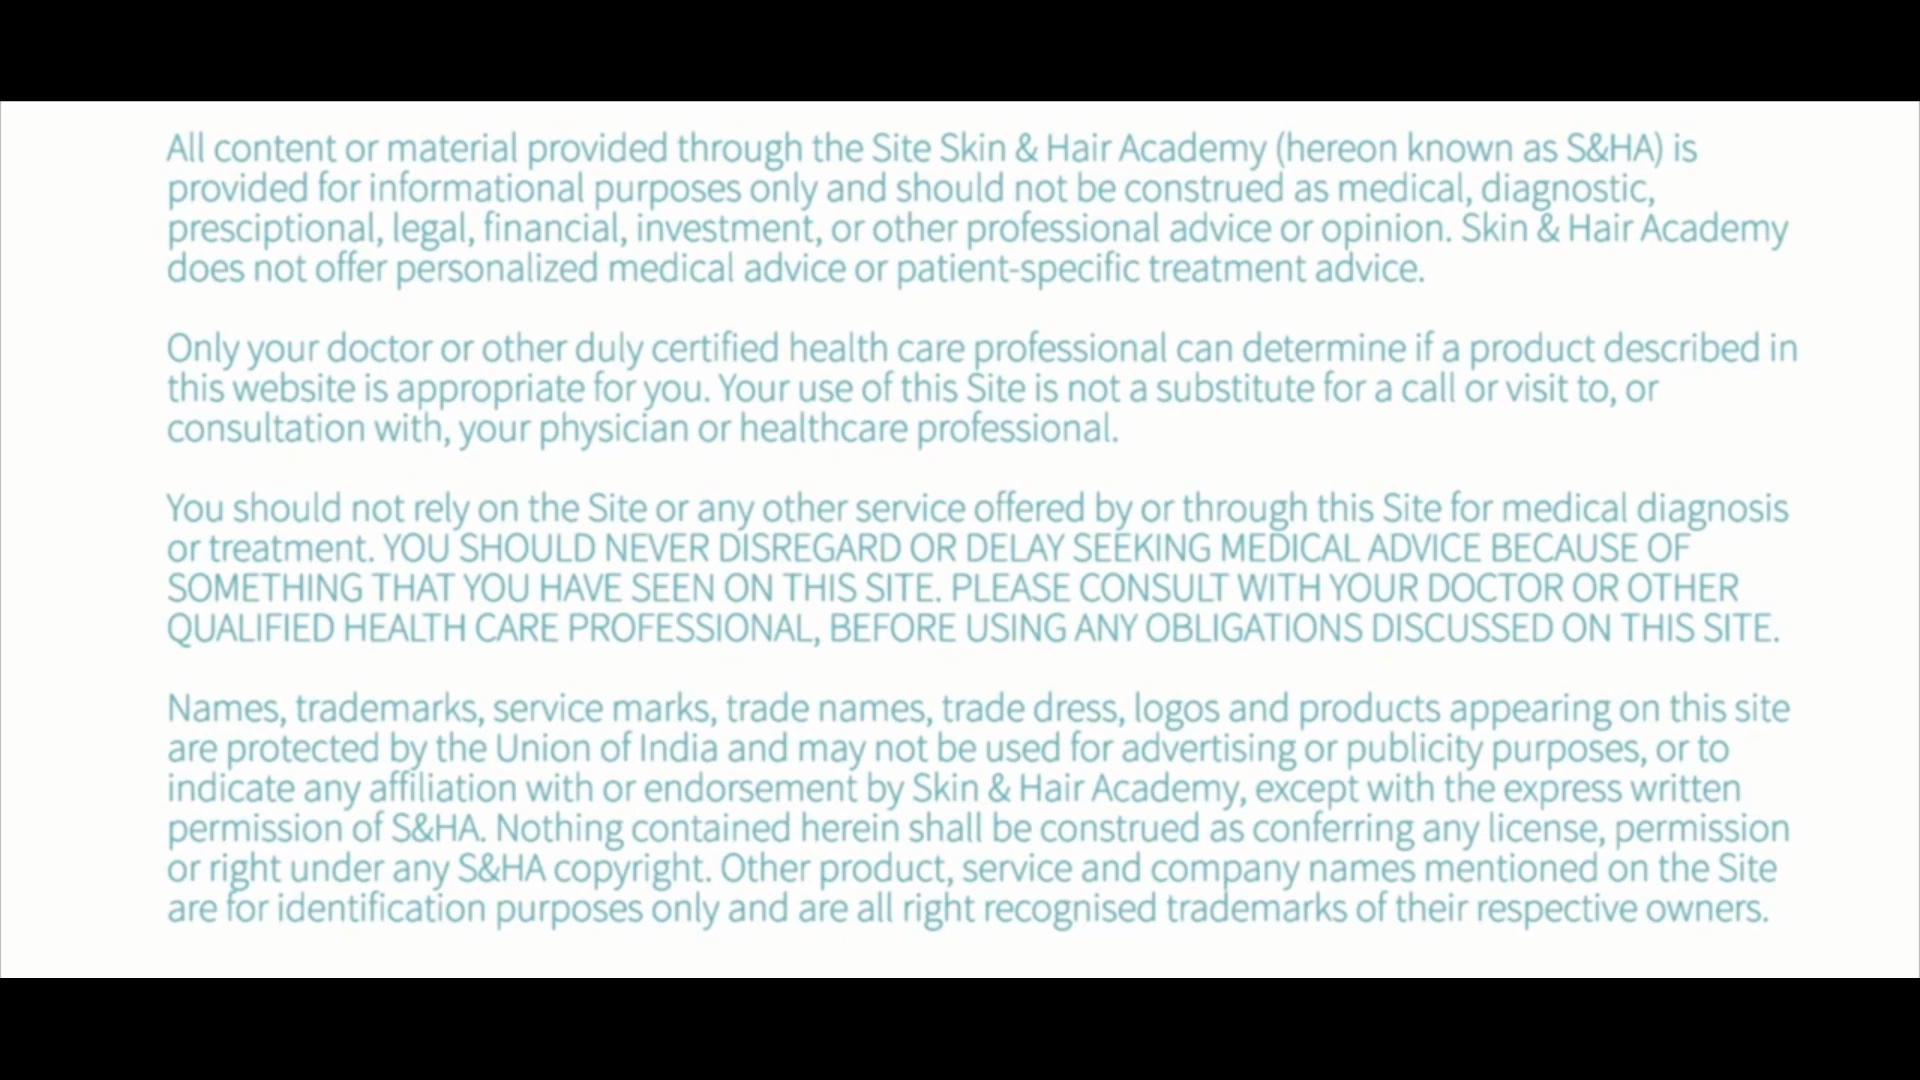 All content or material provided through the Site Skin & Hair Academy (hereon known as S&HA) is
provided for informational purposes only and should not be construed as medical, diagnostic,
presciptional, legal, financial, investment, or other professional advice or opinion. Skin & Hair Academy
does not offer personalized medical advice or patient-specific treatment advice.
Only your doctor or other duly certified health care professional can determine if a product described in
this website is appropriate for you. Your use of this Site is not a substitute for a call or visit to, or
consultation with, your physician or healthcare professional.
You should not rely on the Site or any other service offered by or through this Site for medical diagnosis
or treatment. YOU SHOULD NEVER DISREGARD OR DELAY SEEKING MEDICAL ADVICE BECAUSE OF
SOMETHING THAT YOU HAVE SEEN ON THIS SITE. PLEASE CONSULT WITH YOUR DOCTOR OR OTHER
QUALIFIED HEALTH CARE PROFESSIONAL, BEFORE USING ANY OBLIGATIONS DISCUSSED ON THIS SITE.
Names, trademarks, service marks, trade names, trade dress, logos and products appearing on this site
are protected by the Union of India and may not be used for advertising or publicity purposes, or to
indicate any affiliation with or endorsement by Skin & Hair Academy, except with the express written
permission of S&HA. Nothing contained herein shall be construed as conferring any license, permission
or right under any S&HA copyright. Other product, service and company names mentioned on the Site
are for identification purposes only and are all right recognised trademarks of their respective owners.